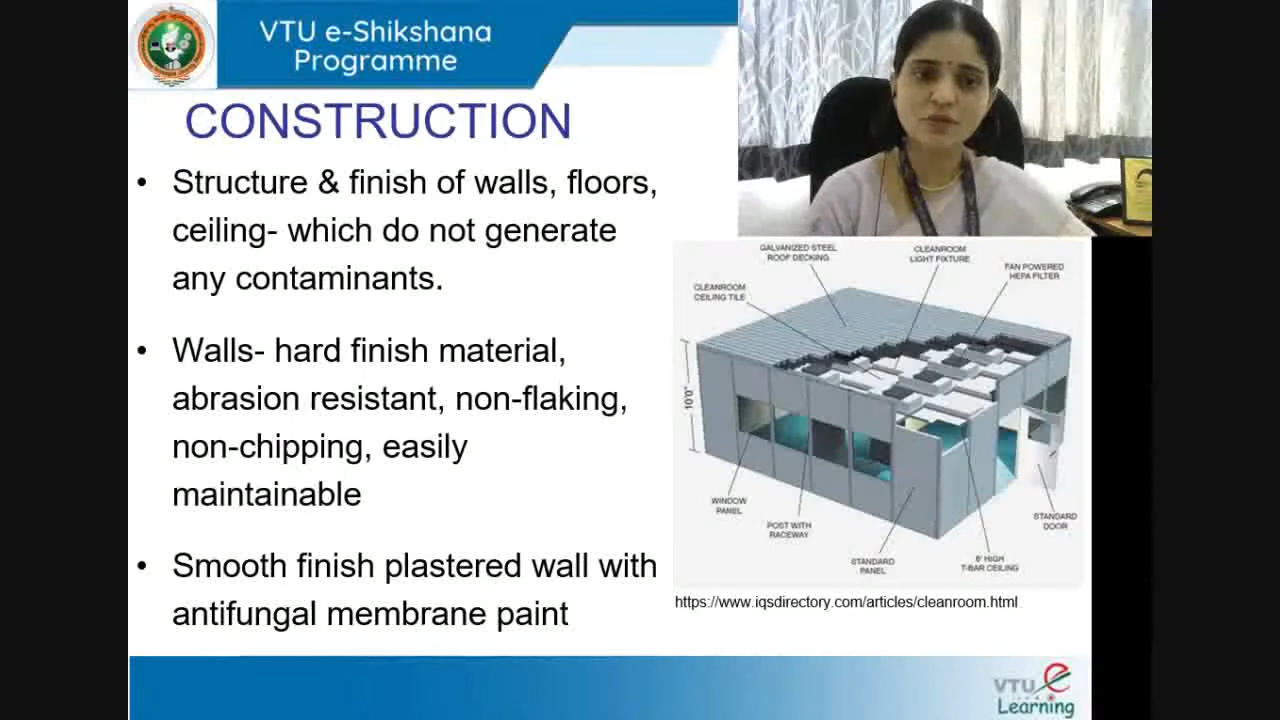 VTU e-Shikshana
Programme
CONSTRUCTION
• Structure & finish of walls, floors,
ceiling- which do not generate
any contaminants.
• Walls- hard finish material,
abrasion resistant, non-flaking,
non-chipping, easily
maintainable
• Smooth finish plastered wall with
antifungal membrane paint
GALVANIZED STEEL
ROOF DECKING
CLEANROOM
LIGHT FIXTURE
FAN POWERED
HEPA FILTER
CLEANROOM
CEILING TILE
10'0"
WINDOW
PANEL
POST WITH
RACEWAY
STANDARD
PANEL
8' HIGH
T-BAR CEILING
STANDARD
DOOR
https://www.iqsdirectory.com/articles/cleanroom.html
VTU e
Learning